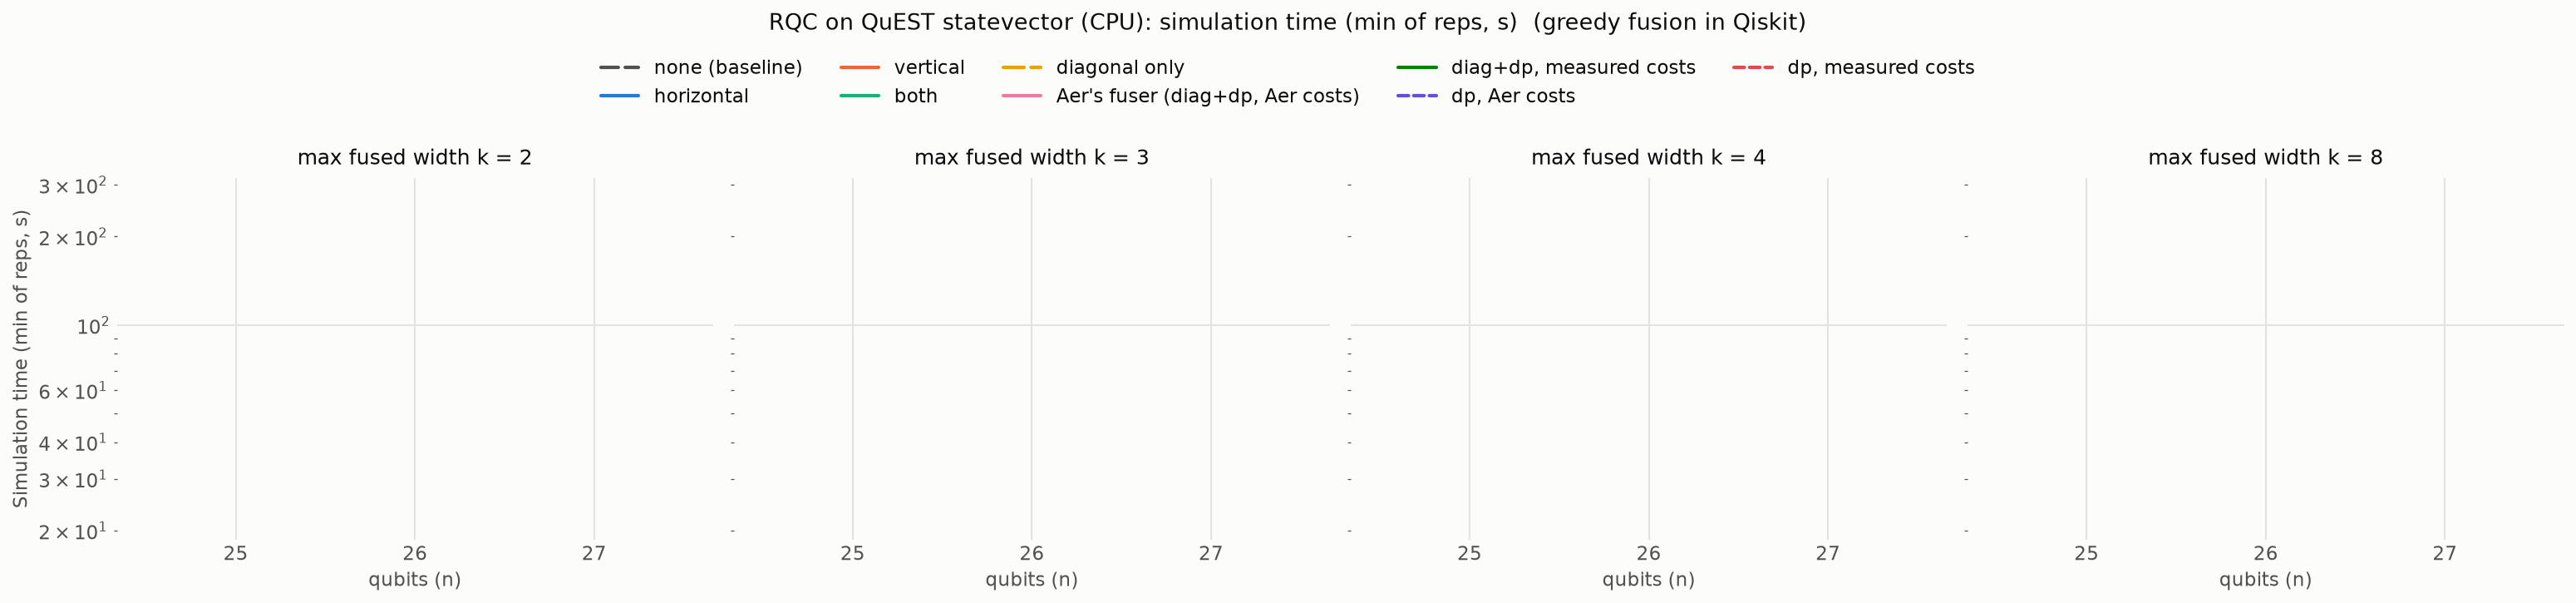 RQC on QuEST statevector (CPU): simulation time (min of reps, s)  (greedy fusion in Qiskit)
none (baseline) vertical diagonal only diag+dp, measured costs dp, measured costs
horizontal both Aer's fuser (diag+dp, Aer costs) dp, Aer costs
max fused width k = 2 max fused width k = 3 max fused width k = 4 max fused width k = 8
Simulation time (min of reps, s)
3 × 10²
2 × 10²
10²
6 × 10¹
4 × 10¹
3 × 10¹
2 × 10¹
25 26 27 25 26 27 25 26 27 25 26 27
qubits (n) qubits (n) qubits (n) qubits (n)